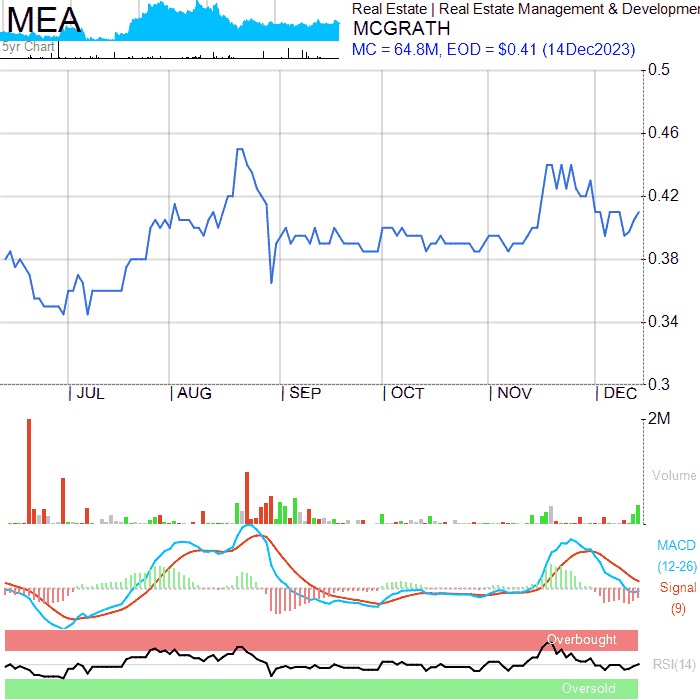 MEA
5yr Chart
Real Estate | Real Estate Management & Developmen
MCGRATH
MC = 64.8M, EOD = $0.41 (14Dec2023)
0.5
0.46
0.42
0.38
0.34
0.3
JUL AUG SEP OCT NOV DEC
2M
Volume
MACD
(12-26)
Signal
(9)
Overbought
RSI(14)
Oversold